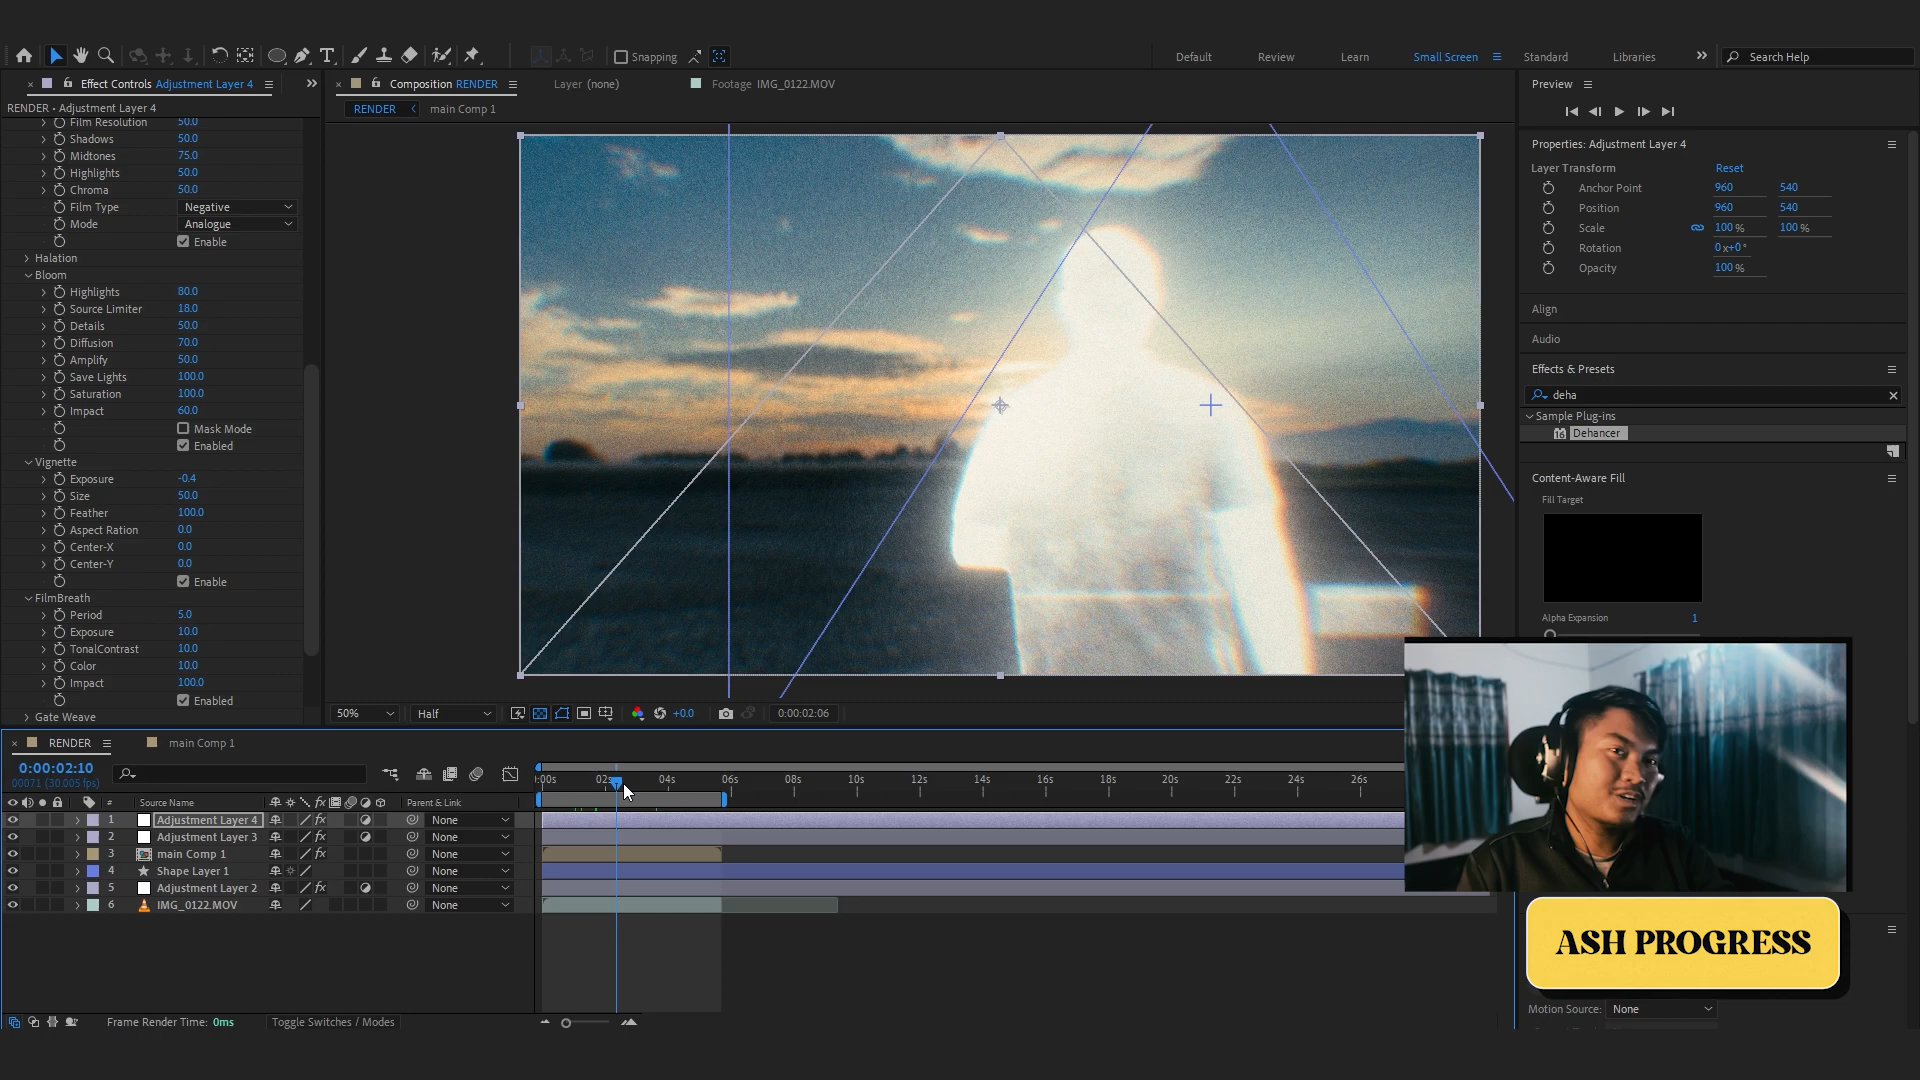 Snapping
Default
Review
Learn
Small Screen
Standard
Libraries
Search Help
Effect Controls Adjustment Layer 4
RENDER • Adjustment Layer 4
Film Resolution 50.0
Shadows 50.0
Midtones 75.0
Highlights 50.0
Chroma 50.0
Film Type Negative
Mode Analogue
Enable
Halation
Bloom
Highlights 80.0
Source Limiter 18.0
Details 50.0
Diffusion 70.0
Amplify 50.0
Save Lights 100.0
Saturation 100.0
Impact 60.0
Mask Mode
Enabled
Vignette
Exposure -0.4
Size 50.0
Feather 100.0
Aspect Ration 0.0
Center-X 0.0
Center-Y 0.0
Enable
FilmBreath
Period 5.0
Exposure 10.0
TonalContrast 10.0
Color 10.0
Impact 100.0
Enabled
Gate Weave
Composition RENDER
Layer (none)
Footage IMG_0122.MOV
RENDER
main Comp 1
50%
Half
+0.0
0:00:02:06
Preview
Properties: Adjustment Layer 4
Layer Transform Reset
Anchor Point 960 540
Position 960 540
Scale 100 % 100 %
Rotation 0x+0°
Opacity 100 %
Align
Audio
Effects & Presets
deha
Sample Plug-ins
16 Dehancer
Content-Aware Fill
Fill Target
Alpha Expansion 1
RENDER
main Comp 1
0:00:02:10
00071 (30.005 fps)
:00s 02s 04s 06s 08s 10s 12s 14s 16s 18s 20s 22s 24s 26s
# Source Name fx Parent & Link
1 Adjustment Layer 4 fx None
2 Adjustment Layer 3 fx None
3 main Comp 1 fx None
4 Shape Layer 1 None
5 Adjustment Layer 2 fx None
6 IMG_0122.MOV None
Frame Render Time: 0ms
Toggle Switches / Modes
ASH PROGRESS
Motion Source: None